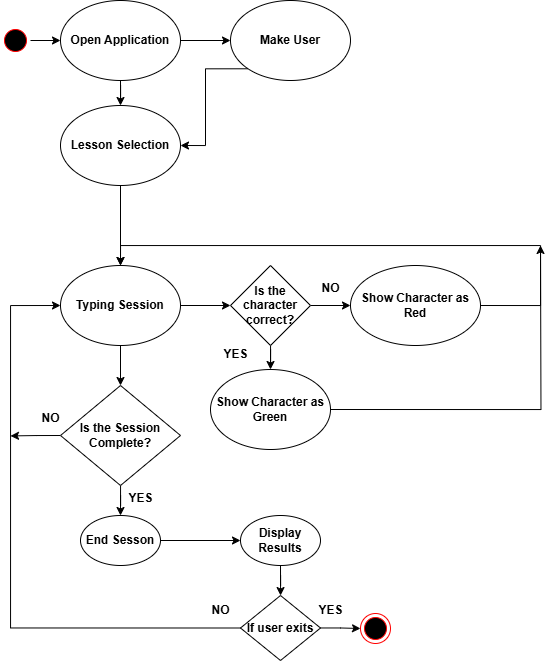 Open Application
Make User
Lesson Selection
Typing Session
Is the
character
correct?
NO
Show Character as
Red
YES
Show Character as
Green
NO
Is the Session
Complete?
YES
End Sesson
Display
Results
NO
If user exits
YES